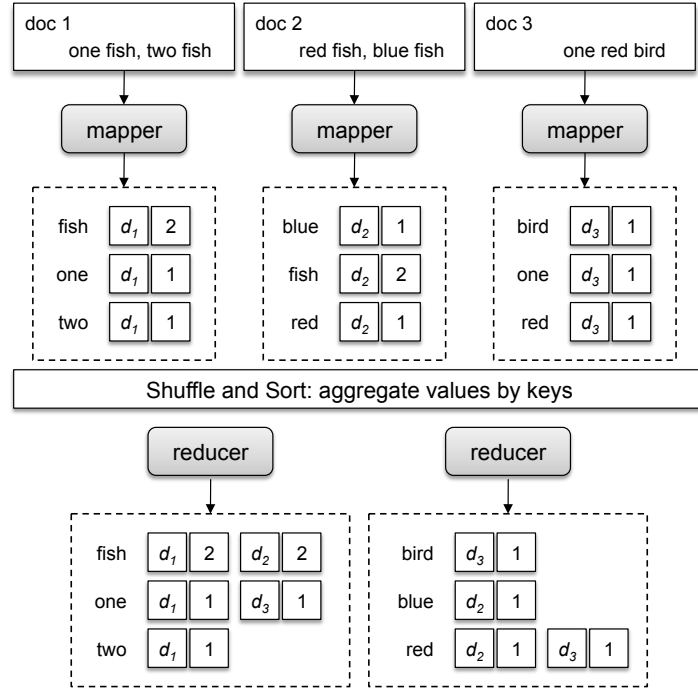 doc 1
one fish, two fish
doc 2
red fish, blue fish
doc 3
one red bird
mapper
mapper
mapper
fish d1 2
one d1 1
two d1 1
blue d2 1
fish d2 2
red d2 1
bird d3 1
one d3 1
red d3 1
Shuffle and Sort: aggregate values by keys
reducer
reducer
fish d1 2 d2 2
one d1 1 d3 1
two d1 1
bird d3 1
blue d2 1
red d2 1 d3 1